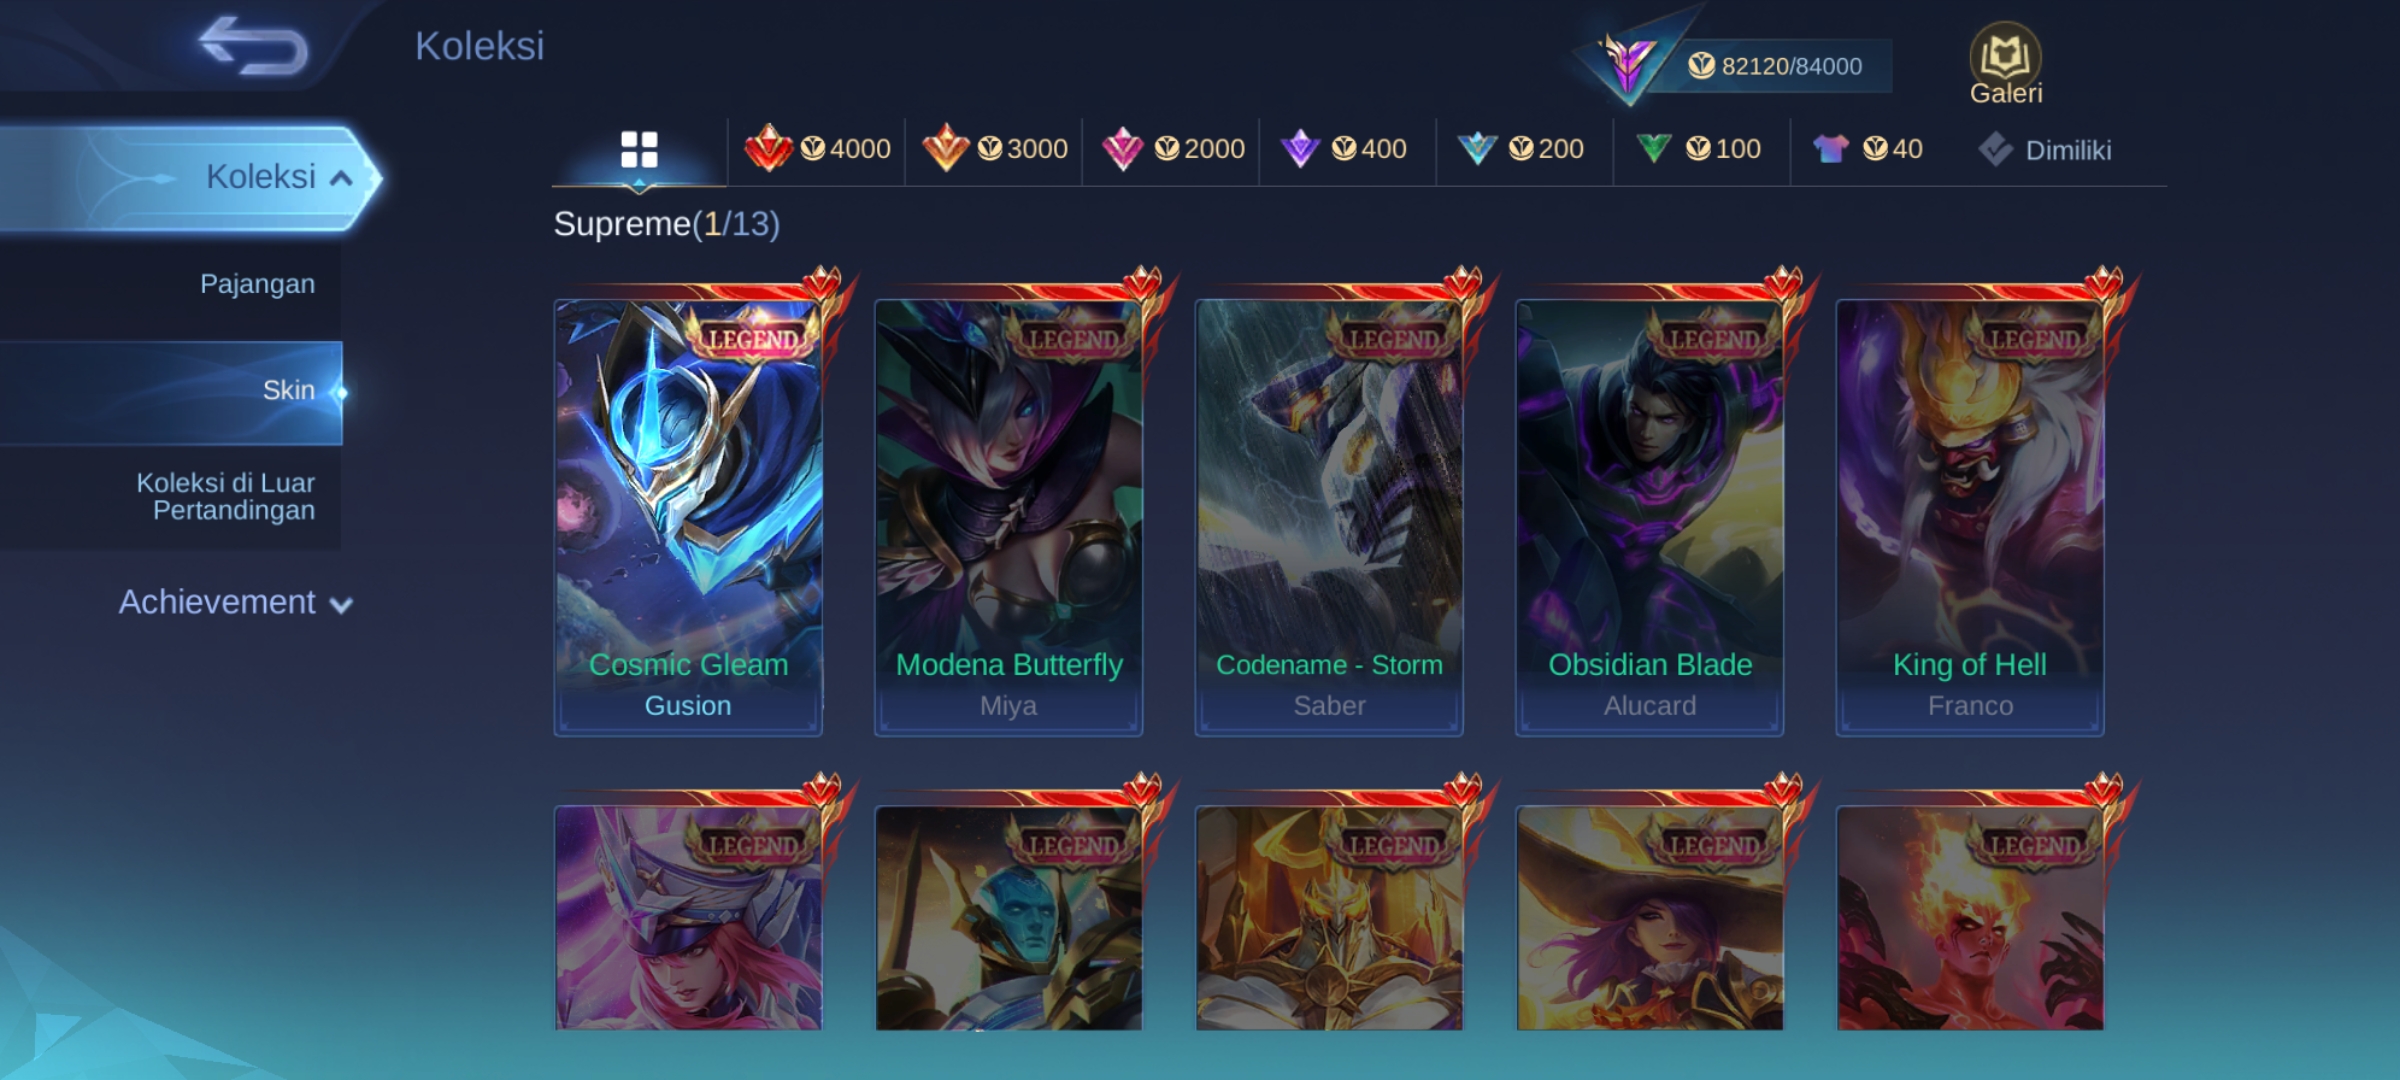 Koleksi
82120/84000
Galeri
Koleksi
4000
3000
2000
400
200
100
40
Dimiliki
Supreme(1/13)
Pajangan
Skin
Koleksi di Luar
Pertandingan
Achievement
LEGEND
LEGEND
LEGEND
LEGEND
LEGEND
Cosmic Gleam
Gusion
Modena Butterfly
Miya
Codename - Storm
Saber
Obsidian Blade
Alucard
King of Hell
Franco
LEGEND
LEGEND
LEGEND
LEGEND
LEGEND